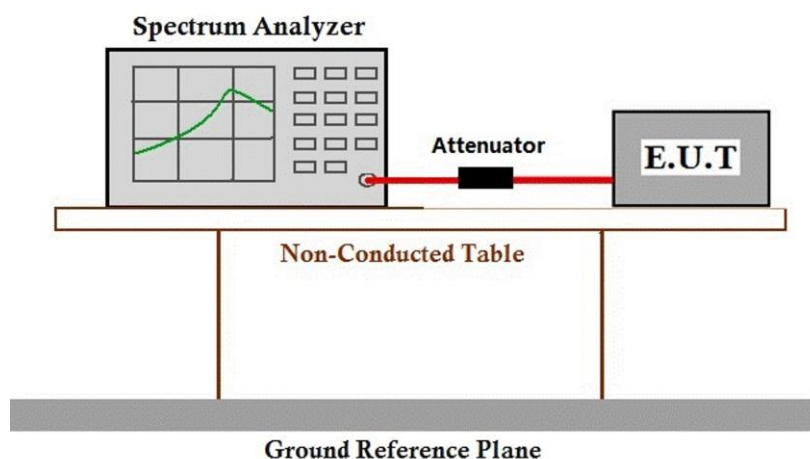 Spectrum Analyzer
Attenuator
E.U.T
Non-Conducted Table
Ground Reference Plane